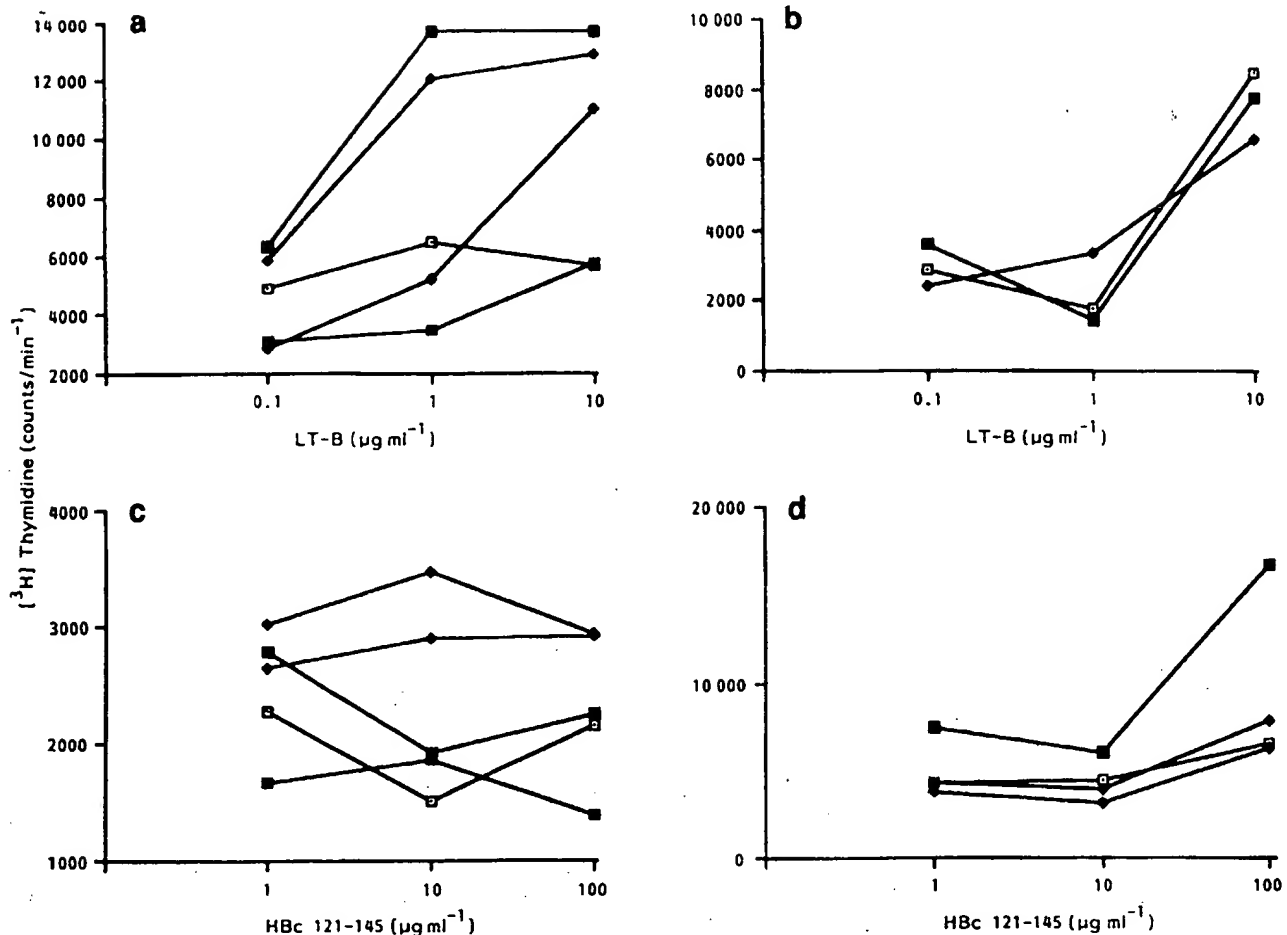 [³H] Thymidine (counts/min⁻¹)
a
14 000
12 000
10 000
8000
6000
4000
2000
0.1 1 10
LT-B (µg ml⁻¹)
b
10 000
8000
6000
4000
2000
0
0.1 1 10
LT-B (µg ml⁻¹)
c
4000
3000
2000
1000
1 10 100
HBc 121-145 (µg ml⁻¹)
d
20 000
10 000
0
1 10 100
HBc 121-145 (µg ml⁻¹)